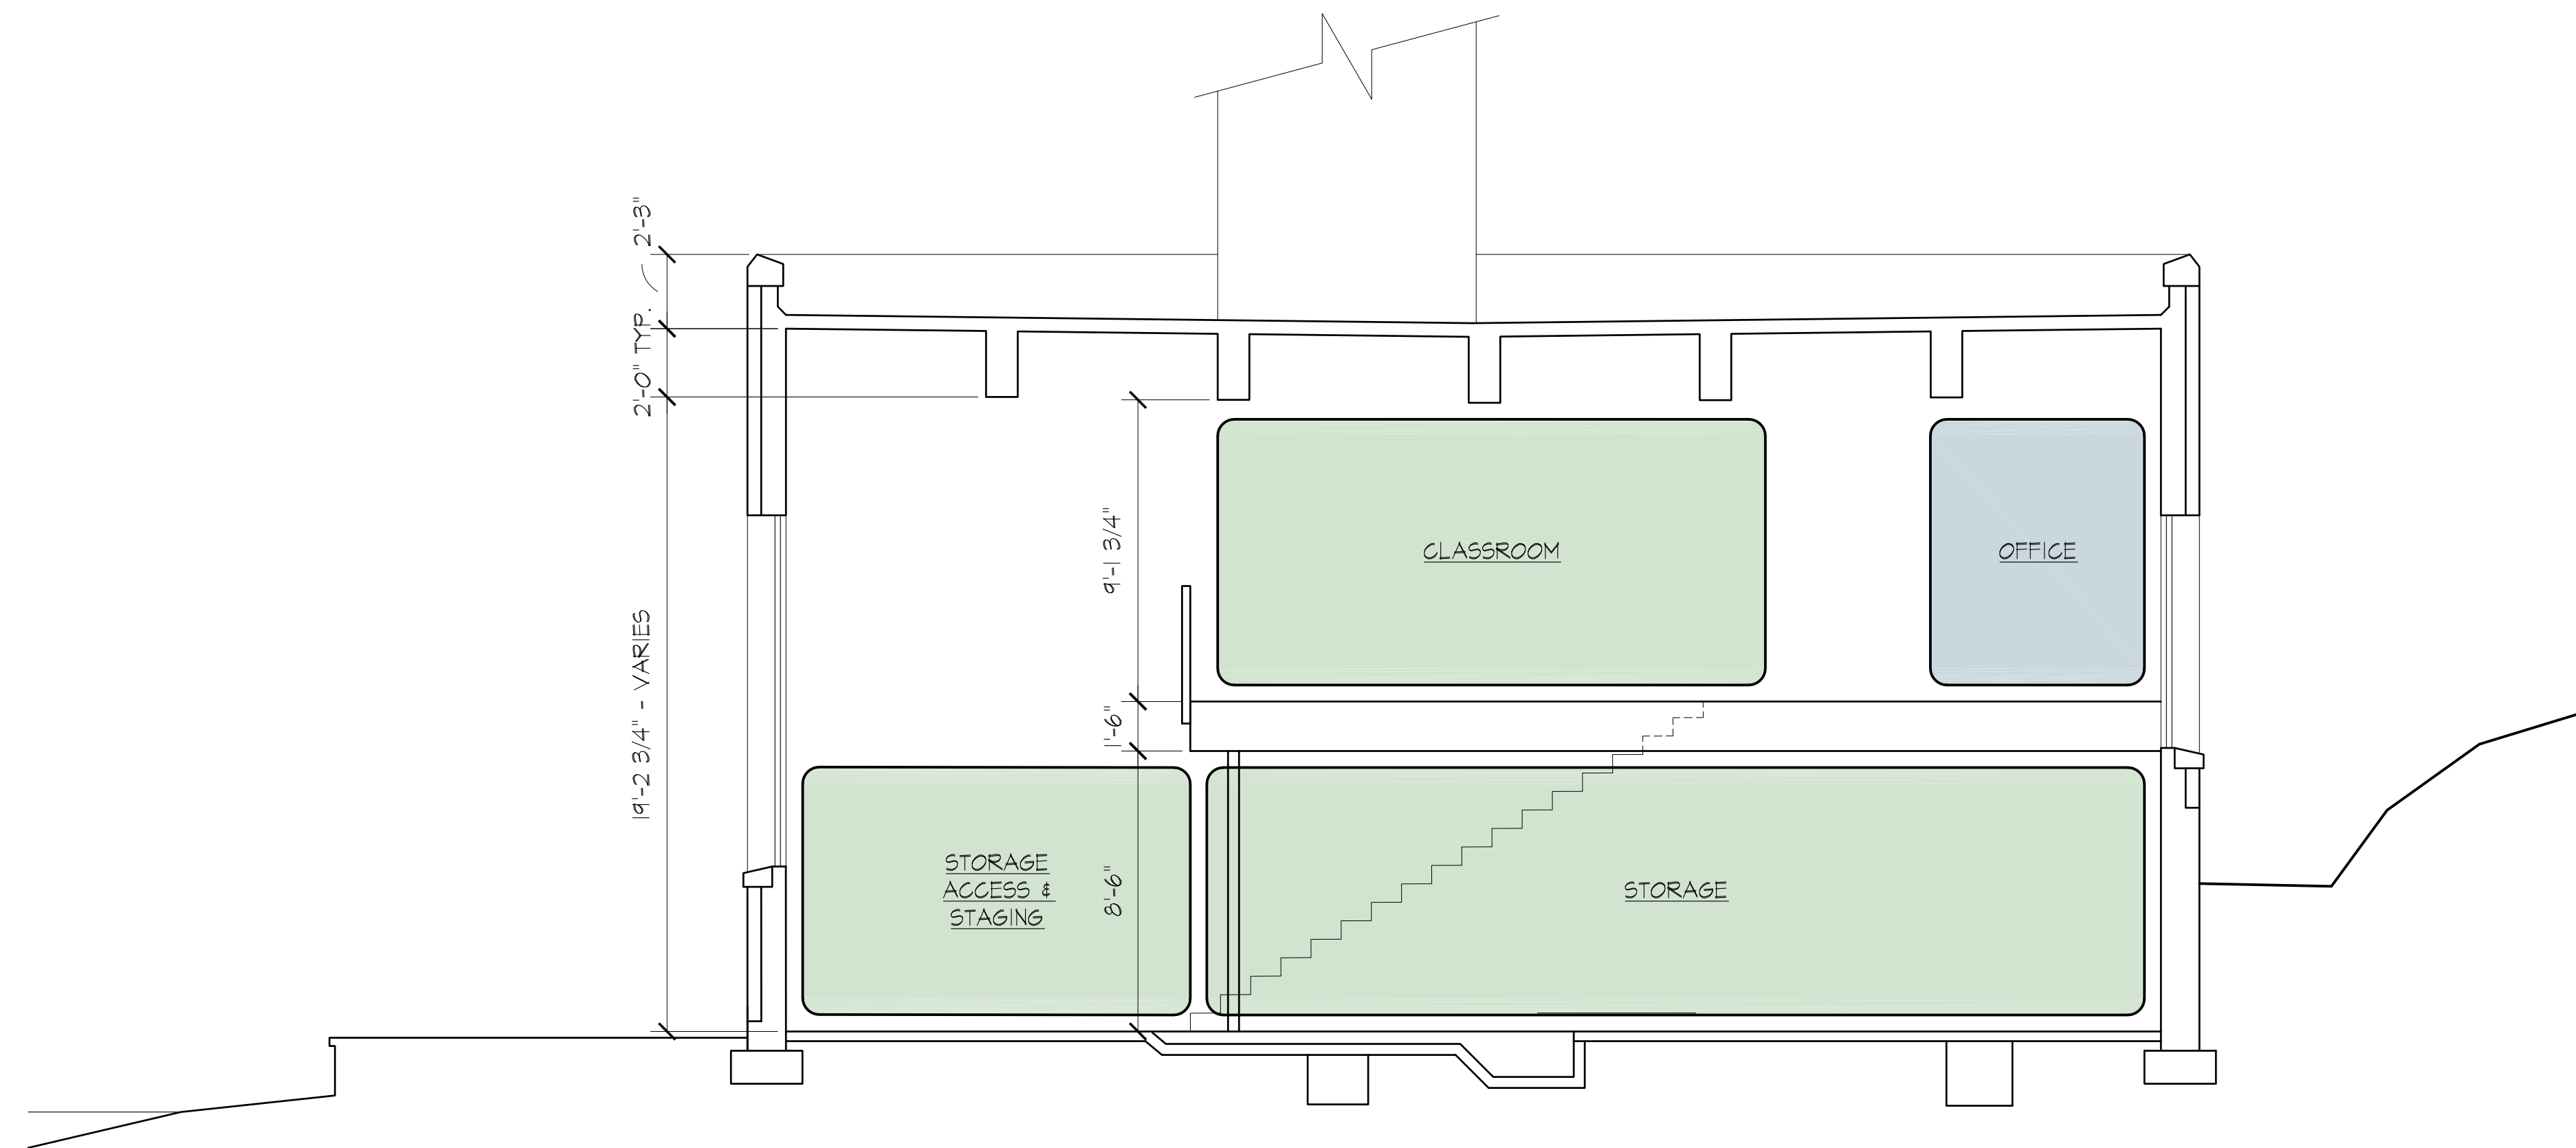 2'-3"
2'-0" TYP.
19'-2 3/4" - VARIES
9'-1 3/4"
1'-6"
8'-6"
CLASSROOM
OFFICE
STORAGE
ACCESS &
STAGING
STORAGE